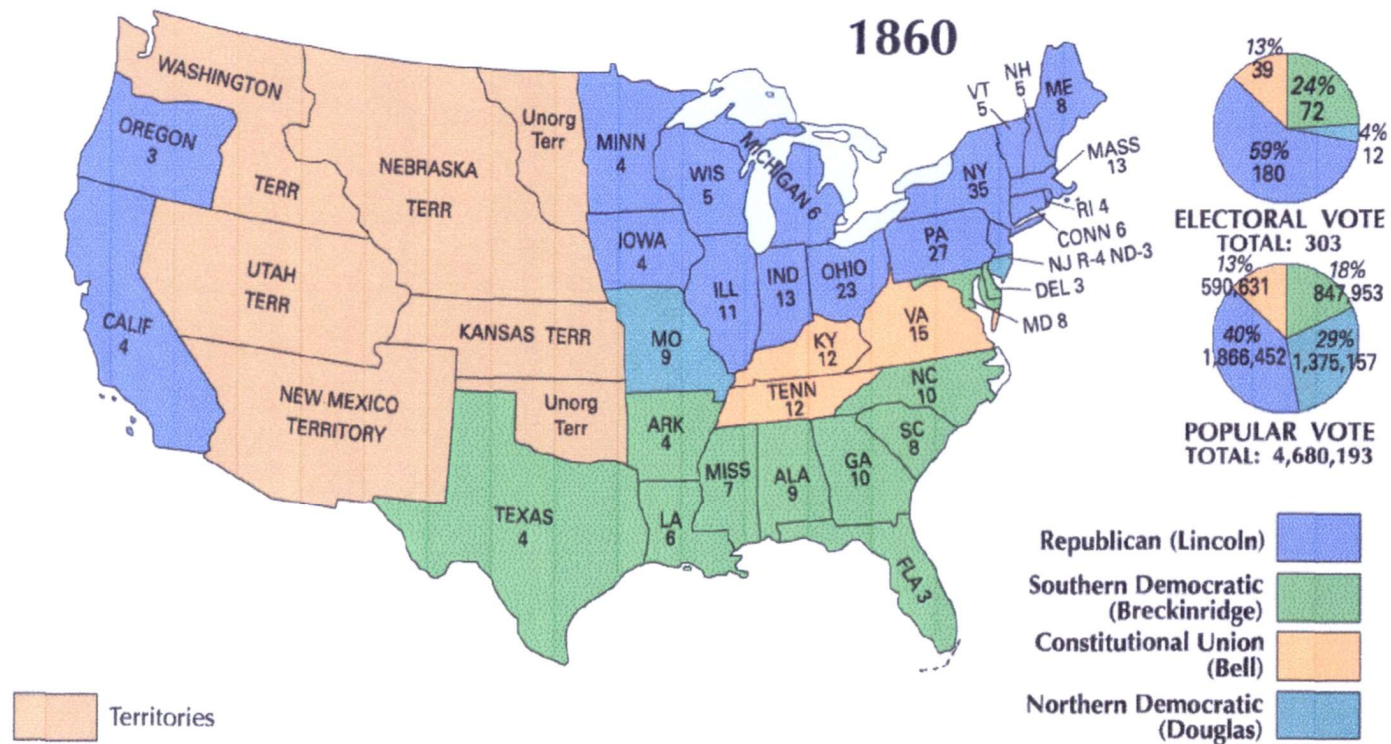 1860
WASHINGTON
TERR
OREGON
3
CALIF
4
NEBRASKA
TERR
Unorg
Terr
UTAH
TERR
KANSAS TERR
NEW MEXICO
TERRITORY
Unorg
Terr
TEXAS
4
MINN
4
IOWA
4
MO
9
ARK
4
LA
6
WIS
5
MICHIGAN 6
ILL
11
IND
13
OHIO
23
KY
12
TENN
12
MISS
7
ALA
9
GA
10
FLA 3
SC
8
NC
10
VA
15
PA
27
NY
35
VT
5
NH
5
ME
8
MASS
13
RI 4
CONN 6
NJ R-4 ND-3
DEL 3
MD 8
13%
39
24%
72
4%
12
59%
180
ELECTORAL VOTE
TOTAL: 303
13%
590,631
18%
847,953
40%
1,866,452
29%
1,375,157
POPULAR VOTE
TOTAL: 4,680,193
Republican (Lincoln)
Southern Democratic
(Breckinridge)
Constitutional Union
(Bell)
Northern Democratic
(Douglas)
Territories